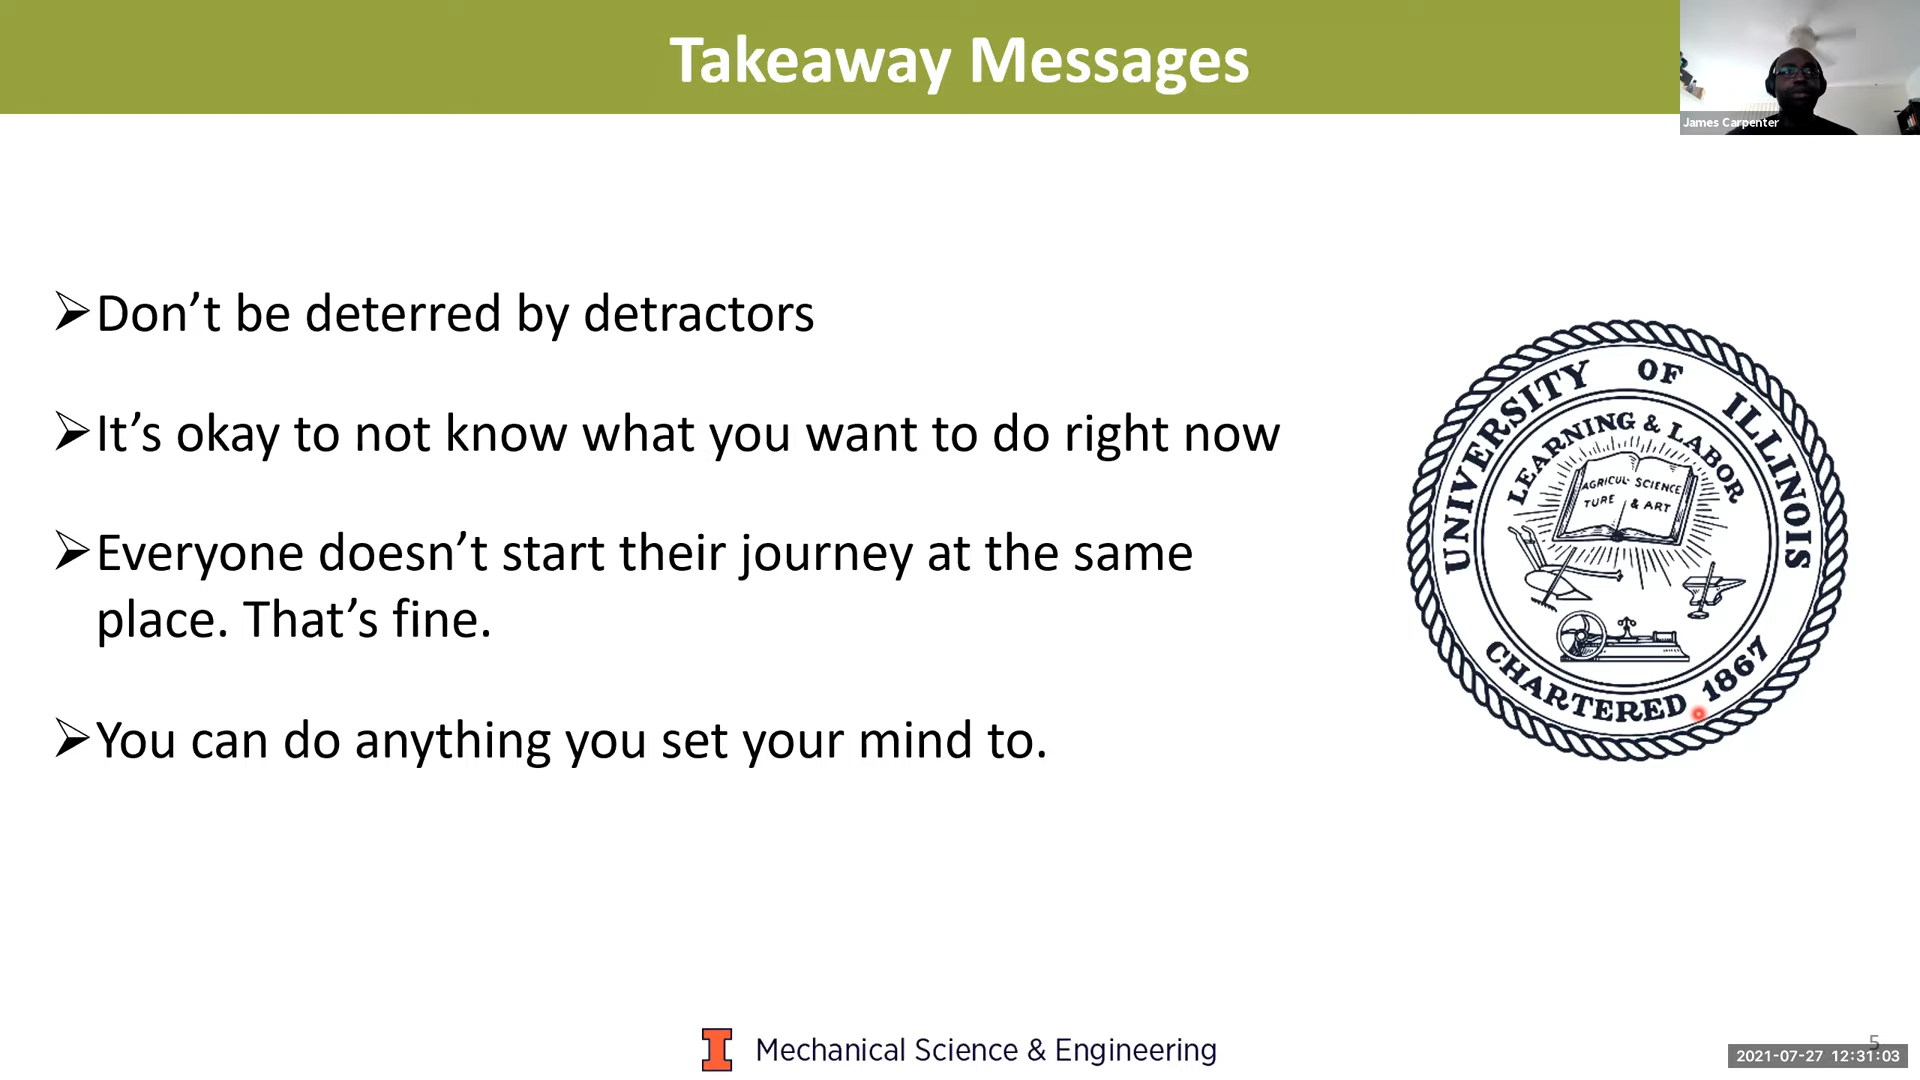 Takeaway Messages
James Carpenter
➢Don’t be deterred by detractors
➢It’s okay to not know what you want to do right now
➢Everyone doesn’t start their journey at the same
place. That’s fine.
➢You can do anything you set your mind to.
UNIVERSITY OF ILLINOIS
LEARNING & LABOR
AGRICUL- SCIENCE
TURE & ART
CHARTERED 1867
I Mechanical Science & Engineering
5
2021-07-27 12:31:03